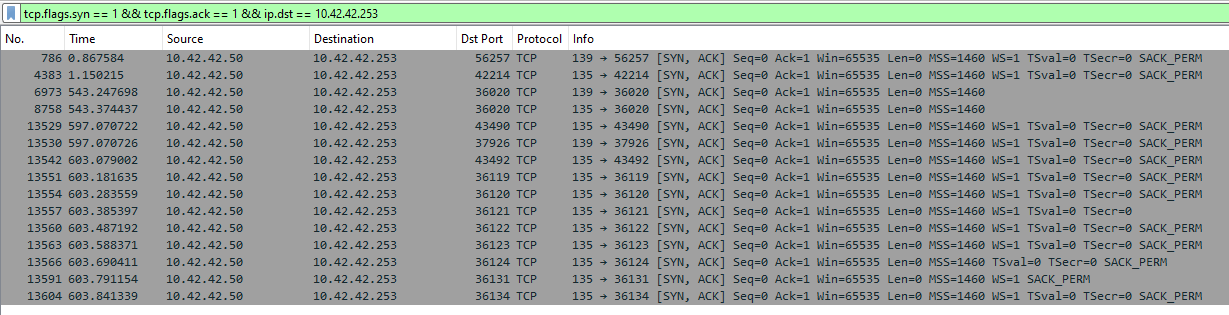 tcp.flags.syn == 1 && tcp.flags.ack == 1 && ip.dst == 10.42.42.253
No. Time Source Destination Dst Port Protocol Info
786 0.867584 10.42.42.50 10.42.42.253 56257 TCP 139 → 56257 [SYN, ACK] Seq=0 Ack=1 Win=65535 Len=0 MSS=1460 WS=1 TSval=0 TSecr=0 SACK_PERM
4383 1.150215 10.42.42.50 10.42.42.253 42214 TCP 135 → 42214 [SYN, ACK] Seq=0 Ack=1 Win=65535 Len=0 MSS=1460 WS=1 TSval=0 TSecr=0 SACK_PERM
6973 543.247698 10.42.42.50 10.42.42.253 36020 TCP 139 → 36020 [SYN, ACK] Seq=0 Ack=1 Win=65535 Len=0 MSS=1460
8758 543.374437 10.42.42.50 10.42.42.253 36020 TCP 135 → 36020 [SYN, ACK] Seq=0 Ack=1 Win=65535 Len=0 MSS=1460
13529 597.070722 10.42.42.50 10.42.42.253 43490 TCP 135 → 43490 [SYN, ACK] Seq=0 Ack=1 Win=65535 Len=0 MSS=1460 WS=1 TSval=0 TSecr=0 SACK_PERM
13530 597.070726 10.42.42.50 10.42.42.253 37926 TCP 139 → 37926 [SYN, ACK] Seq=0 Ack=1 Win=65535 Len=0 MSS=1460 WS=1 TSval=0 TSecr=0 SACK_PERM
13542 603.079002 10.42.42.50 10.42.42.253 43492 TCP 135 → 43492 [SYN, ACK] Seq=0 Ack=1 Win=65535 Len=0 MSS=1460 WS=1 TSval=0 TSecr=0 SACK_PERM
13551 603.181635 10.42.42.50 10.42.42.253 36119 TCP 135 → 36119 [SYN, ACK] Seq=0 Ack=1 Win=65535 Len=0 MSS=1460 WS=1 TSval=0 TSecr=0 SACK_PERM
13554 603.283559 10.42.42.50 10.42.42.253 36120 TCP 135 → 36120 [SYN, ACK] Seq=0 Ack=1 Win=65535 Len=0 MSS=1460 WS=1 TSval=0 TSecr=0 SACK_PERM
13557 603.385397 10.42.42.50 10.42.42.253 36121 TCP 135 → 36121 [SYN, ACK] Seq=0 Ack=1 Win=65535 Len=0 MSS=1460 WS=1 TSval=0 TSecr=0
13560 603.487192 10.42.42.50 10.42.42.253 36122 TCP 135 → 36122 [SYN, ACK] Seq=0 Ack=1 Win=65535 Len=0 MSS=1460 WS=1 TSval=0 TSecr=0 SACK_PERM
13563 603.588371 10.42.42.50 10.42.42.253 36123 TCP 135 → 36123 [SYN, ACK] Seq=0 Ack=1 Win=65535 Len=0 MSS=1460 WS=1 TSval=0 TSecr=0 SACK_PERM
13566 603.690411 10.42.42.50 10.42.42.253 36124 TCP 135 → 36124 [SYN, ACK] Seq=0 Ack=1 Win=65535 Len=0 MSS=1460 TSval=0 TSecr=0 SACK_PERM
13591 603.791154 10.42.42.50 10.42.42.253 36131 TCP 135 → 36131 [SYN, ACK] Seq=0 Ack=1 Win=65535 Len=0 MSS=1460 WS=1 SACK_PERM
13604 603.841339 10.42.42.50 10.42.42.253 36134 TCP 135 → 36134 [SYN, ACK] Seq=0 Ack=1 Win=65535 Len=0 MSS=1460 WS=1 TSval=0 TSecr=0 SACK_PERM